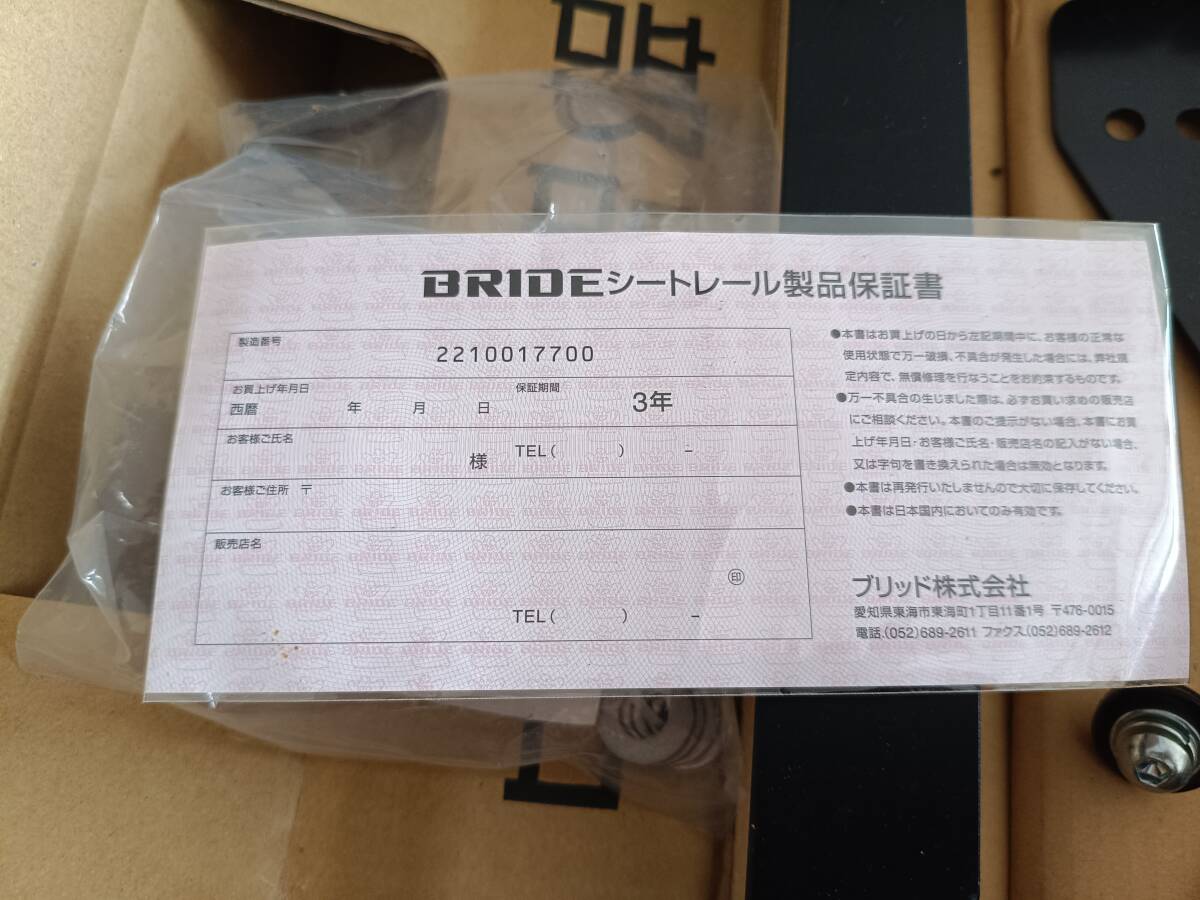 BRIDEシートレール製品保証書
製造番号
2210017700
お買上げ年月日
西暦 年 月 日
保証期間
3年
お客様ご氏名
様 TEL( ) -
お客様ご住所 〒
販売店名
印
TEL( ) -
●本書はお買上げの日から左記期間中に、お客様の正常な
使用状態で万一破損、不具合が発生した場合には、弊社規
定内容で、無償修理を行なうことをお約束するものです。
●万一不具合の生じました際は、必ずお買い求めの販売店
にご相談ください。本書のご提示がない場合、本書にお買
上げ年月日・お客様ご氏名・販売店名の記入がない場合、
又は字句を書き換えられた場合は無効となります。
●本書は再発行いたしませんので大切に保存してください。
●本書は日本国内においてのみ有効です。
ブリッド株式会社
愛知県東海市東海町1丁目11番1号 〒476-0015
電話.(052)689-2611 ファクス.(052)689-2612